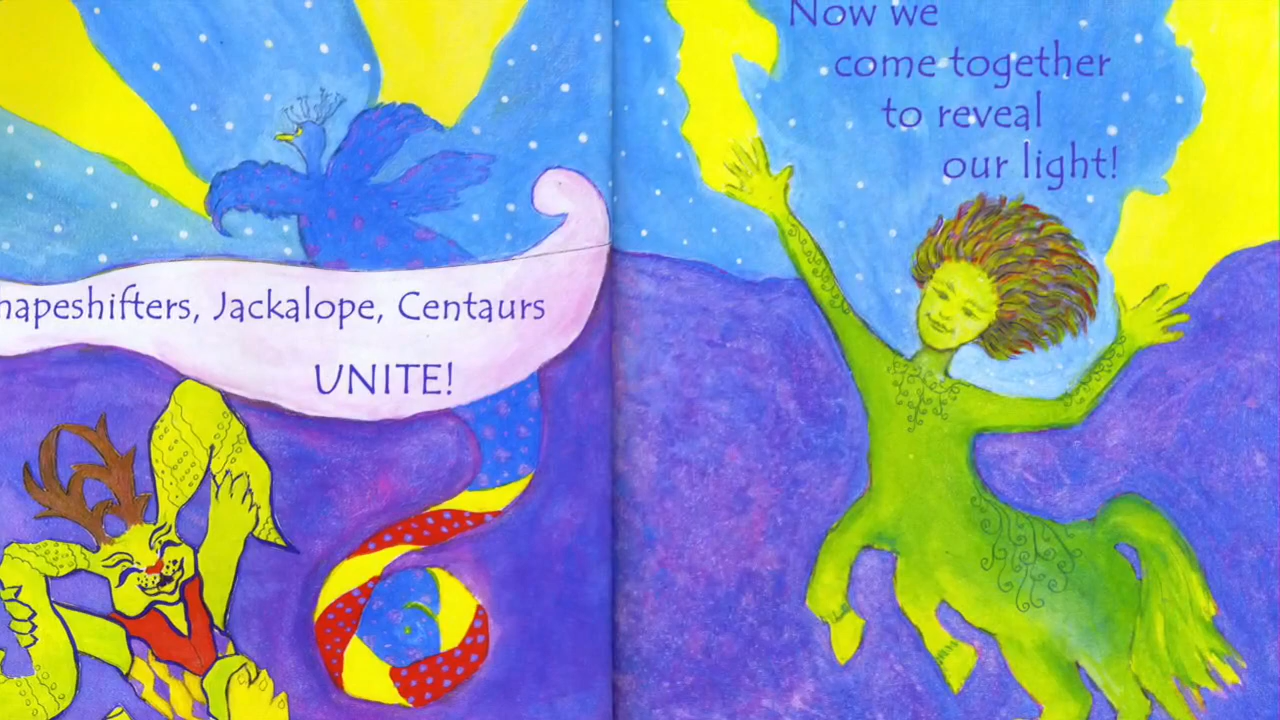 hapeshifters, Jackalope, Centaurs
UNITE!
Now we
come together
to reveal
our light!